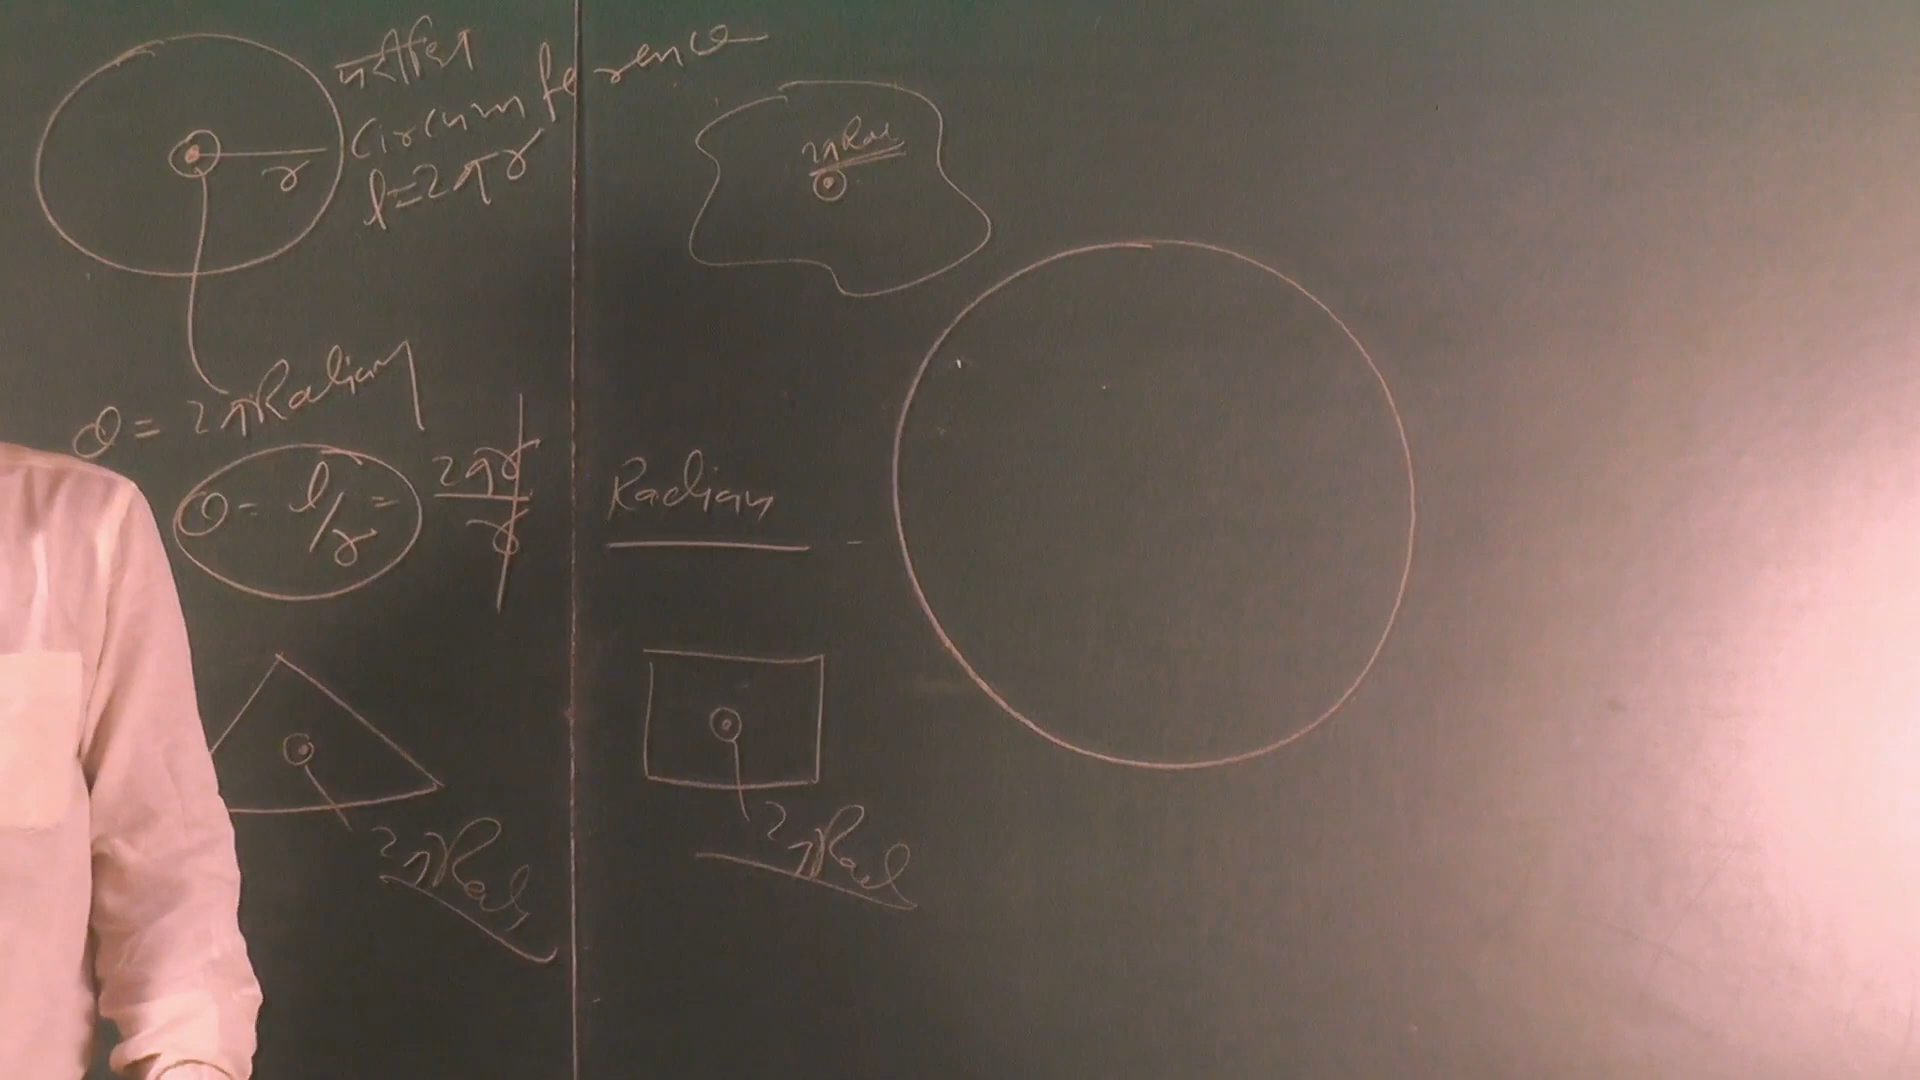 परीधि
Circumference
l=2πr
r
2πRad
θ = 2πRadian
θ = l/r = 2πr/r
Radian
2πRad
2πRad